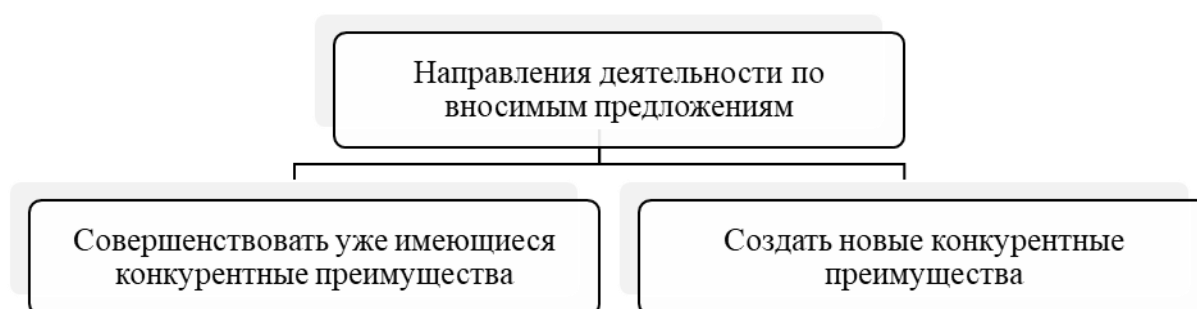 Направления деятельности по
вносимым предложениям
Совершенствовать уже имеющиеся
конкурентные преимущества
Создать новые конкурентные
преимущества